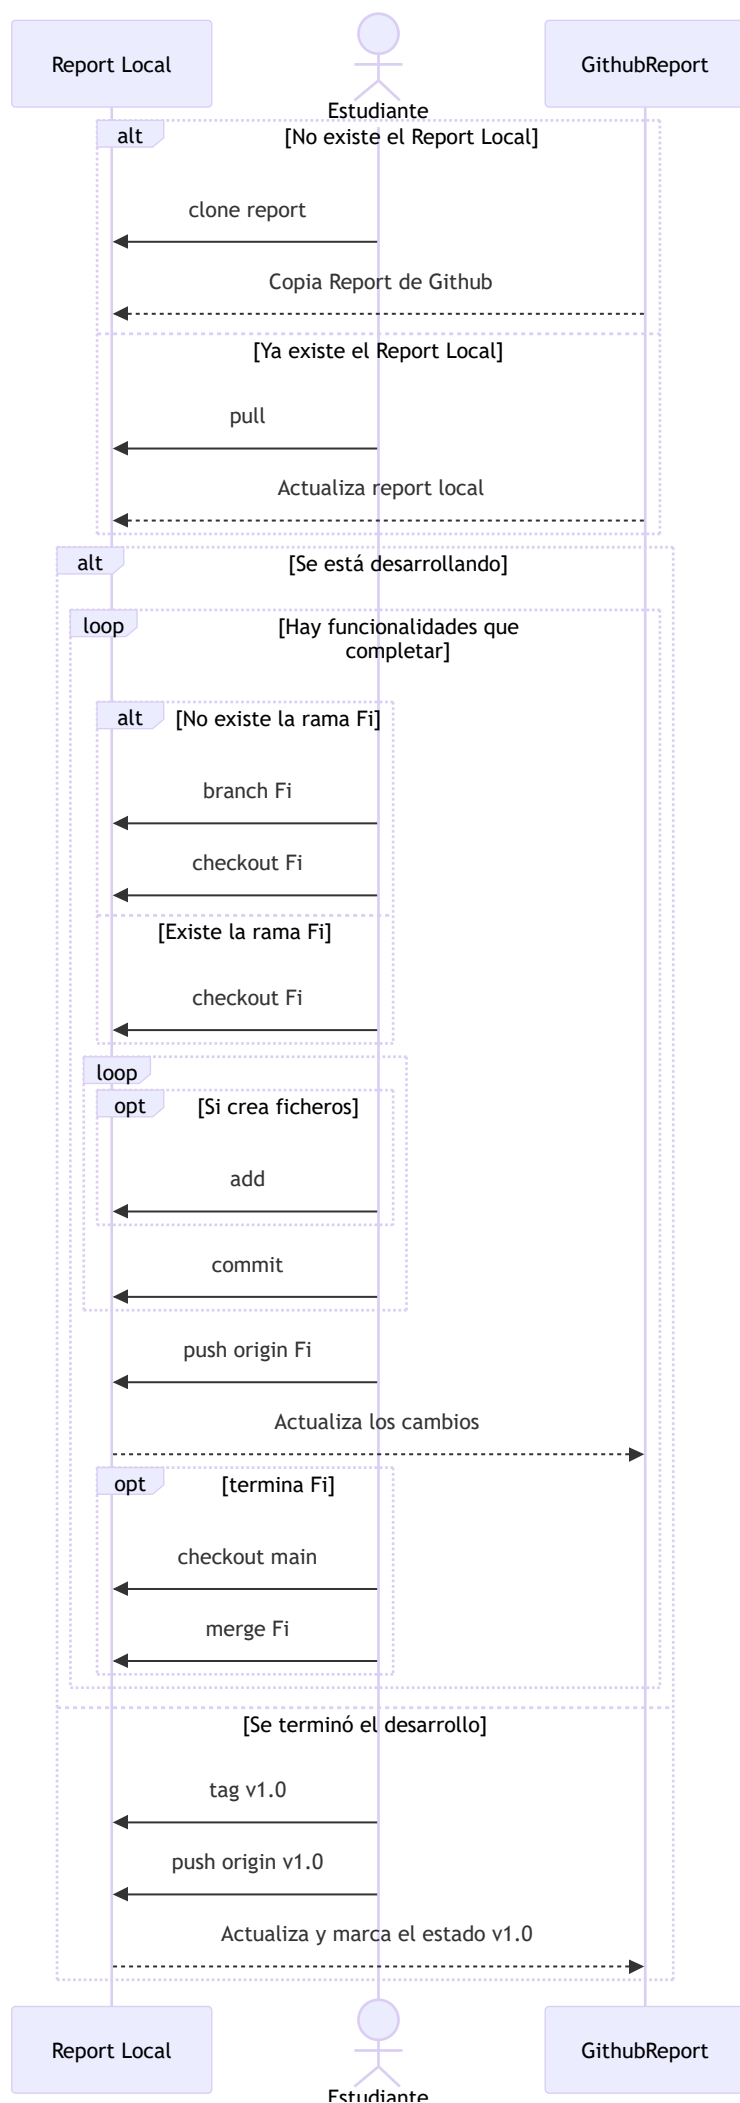 Report Local
Estudiante
GithubReport
alt
[No existe el Report Local]
clone report
Copia Report de Github
[Ya existe el Report Local]
pull
Actualiza report local
alt
[Se está desarrollando]
loop
[Hay funcionalidades que
completar]
alt
[No existe la rama Fi]
branch Fi
checkout Fi
[Existe la rama Fi]
checkout Fi
loop
opt
[Si crea ficheros]
add
commit
push origin Fi
Actualiza los cambios
opt
[termina Fi]
checkout main
merge Fi
[Se terminó el desarrollo]
tag v1.0
push origin v1.0
Actualiza y marca el estado v1.0
Report Local
Estudiante
GithubReport